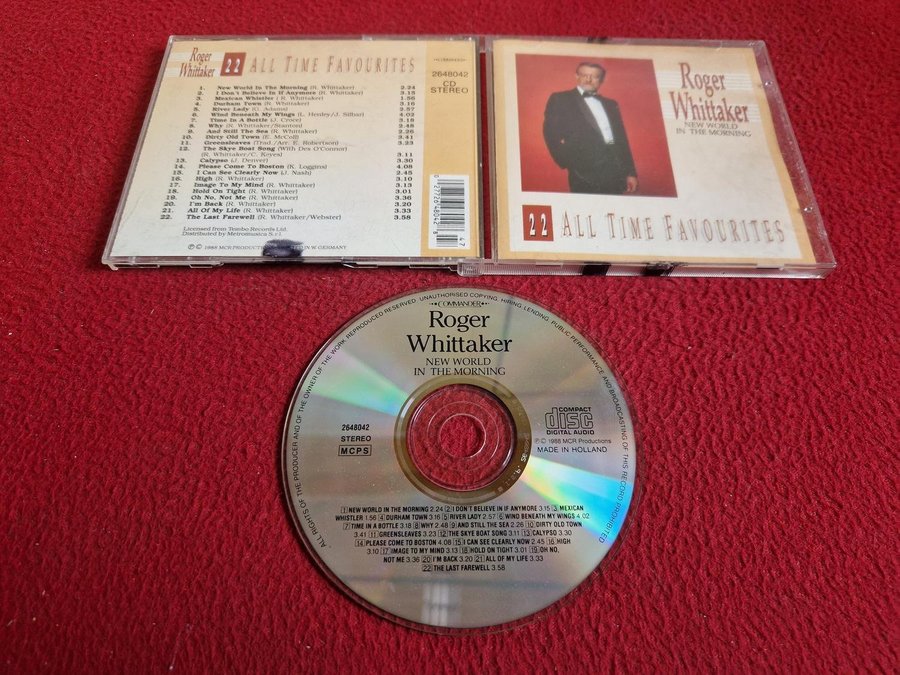 Roger
Whittaker
22 ALL TIME FAVOURITES
1. New World In The Morning (R. Whittaker) 2.24
2. I Don't Believe In If Anymore (R. Whittaker) 3.15
3. Mexican Whistler ( R. Whittaker) 1.56
4. Durham Town (R. Whittaker) 3.16
5. River Lady (G. Adams) 2.57
6. Wind Beneath My Wings (L. Henley/J. Silbar) 4.02
7. Time In A Bottle (J. Croce) 3.18
8. Why (R. Whittaker/Stanton) 2.48
9. And Still The Sea (R. Whittaker) 2.26
10. Dirty Old Town (E. McColl) 3.41
11. Greensleaves (Trad./Arr. E. Robertson) 3.23
12. The Skye Boat Song (With Des O'Connor)
(R. Whittaker/C. Keyes) 3.11
13. Calypso (J. Denver) 3.30
14. Please Come To Boston (K. Loggins) 4.08
15. I Can See Clearly Now (J. Nash) 2.45
16. High (R. Whittaker) 3.10
17. Image To My Mind (R. Whittaker) 3.13
18. Hold On Tight (R. Whittaker) 3.01
19. Oh No, Not Me (R. Whittaker) 3.36
20. I'm Back (R. Whittaker) 3.20
21. All Of My Life (R. Whittaker) 3.33
22. The Last Farewell (R. Whittaker/Webster) 3.58
Licensed from Tembo Records Ltd.
Distributed by Metromusica S.r.l.
℗ © 1988 MCR PRODUCTIONS IN W. GERMANY
2648042
CD
STEREO
Roger
Whittaker
NEW WORLD
IN THE MORNING
22 ALL TIME FAVOURITES
ALL RIGHTS OF THE PRODUCER AND OF THE OWNER OF THE WORK REPRODUCED RESERVED. UNAUTHORISED COPYING, HIRING, LENDING, PUBLIC PERFORMANCE AND BROADCASTING OF THIS RECORD PROHIBITED
COMMANDER
Roger
Whittaker
NEW WORLD
IN THE MORNING
2648042
STEREO
MCPS
COMPACT
disc
DIGITAL AUDIO
℗ © 1988 MCR Productions
MADE IN HOLLAND
1 NEW WORLD IN THE MORNING 2.24 2 I DON'T BELIEVE IN IF ANYMORE 3.15 3 MEXICAN
WHISTLER 1.56 4 DURHAM TOWN 3.16 5 RIVER LADY 2.57 6 WIND BENEATH MY WINGS 4.02
7 TIME IN A BOTTLE 3.18 8 WHY 2.48 9 AND STILL THE SEA 2.26 10 DIRTY OLD TOWN
3.41 11 GREENSLEAVES 3.23 12 THE SKYE BOAT SONG 3.11 13 CALYPSO 3.30
14 PLEASE COME TO BOSTON 4.08 15 I CAN SEE CLEARLY NOW 2.45 16 HIGH
3.10 17 IMAGE TO MY MIND 3.13 18 HOLD ON TIGHT 3.01 19 OH NO,
NOT ME 3.36 20 I'M BACK 3.20 21 ALL OF MY LIFE 3.33
22 THE LAST FAREWELL 3.58